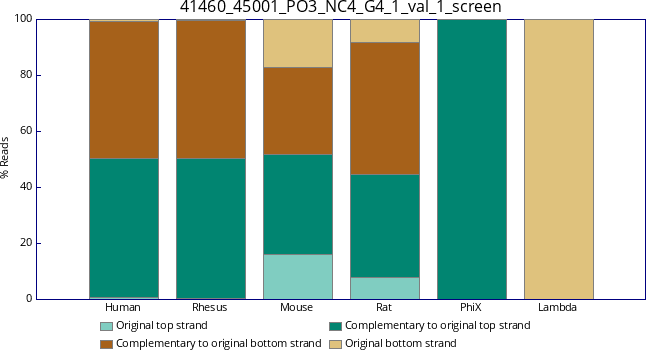 41460_45001_PO3_NC4_G4_1_val_1_screen
100
80
60
40
20
0
% Reads
Human Rhesus Mouse Rat PhiX Lambda
Original top strand Complementary to original top strand
Complementary to original bottom strand Original bottom strand